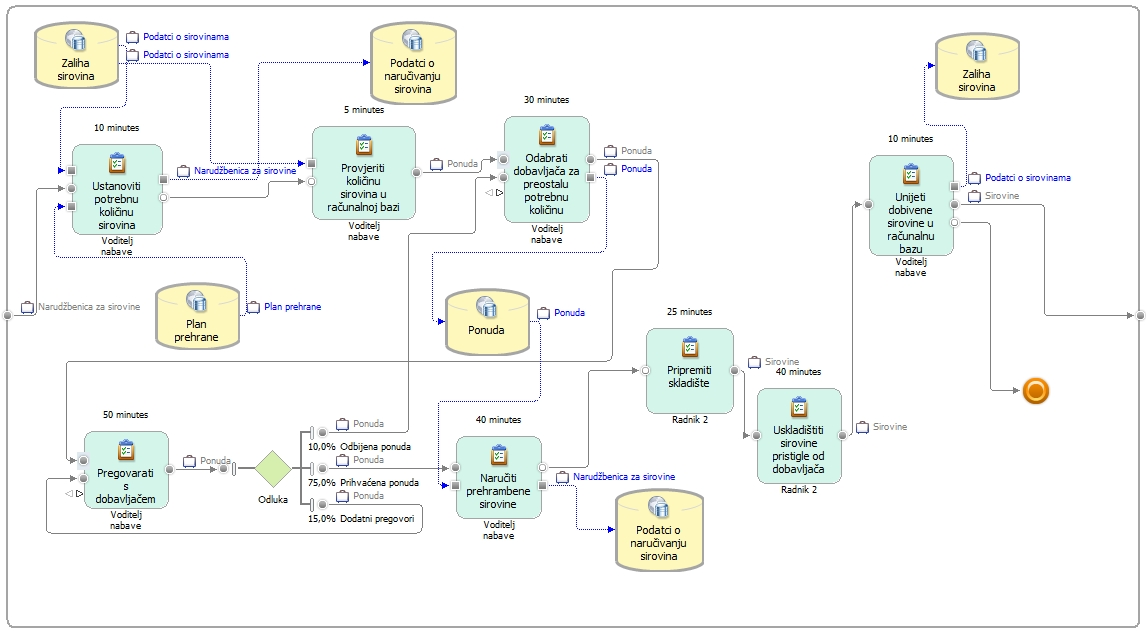 Zaliha
sirovina
Podatci o sirovinama
Podatci o sirovinama
10 minutes
Ustanoviti
potrebnu
količinu
sirovina
Voditelj
nabave
Narudžbenica za sirovine
Podatci o
naručivanju
sirovina
5 minutes
Provjeriti
količinu
sirovina u
računalnoj bazi
Voditelj
nabave
Ponuda
30 minutes
Odabrati
dobavljača za
preostalu
potrebnu
količinu
Voditelj
nabave
Ponuda
Ponuda
Zaliha
sirovina
10 minutes
Unijeti
dobivene
sirovine u
računalnu
bazu
Voditelj
nabave
Podatci o sirovinama
Sirovine
Narudžbenica za sirovine
Plan
prehrane
Plan prehrane
Ponuda
Ponuda
25 minutes
Pripremiti
skladište
Radnik 2
Sirovine
40 minutes
Uskladištiti
sirovine
pristigle od
dobavljača
Radnik 2
Sirovine
50 minutes
Pregovarati
s
dobavljačem
Voditelj
nabave
Ponuda
Odluka
Ponuda
10,0% Odbijena ponuda
Ponuda
75,0% Prihvaćena ponuda
Ponuda
15,0% Dodatni pregovori
40 minutes
Naručiti
prehrambene
sirovine
Voditelj
nabave
Narudžbenica za sirovine
Podatci o
naručivanju
sirovina